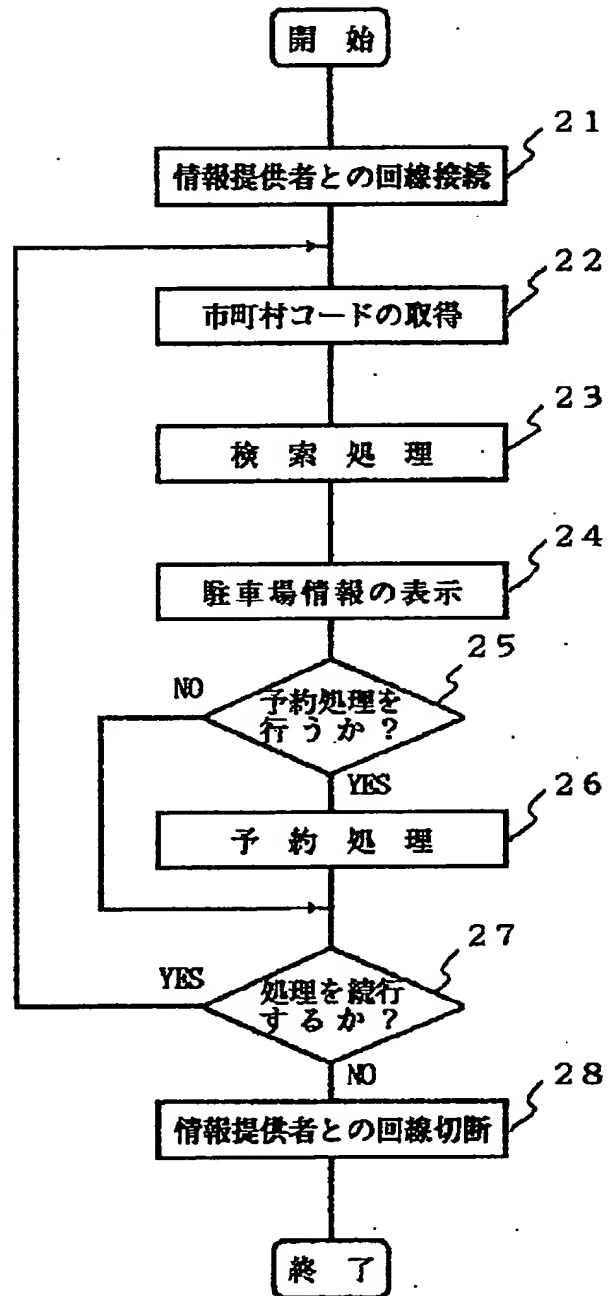 開始
21
情報提供者との回線接続
22
市町村コードの取得
23
検索処理
24
駐車場情報の表示
25
NO
予約処理を
行うか?
YES
26
予約処理
27
YES
処理を続行
するか?
NO
28
情報提供者との回線切断
終了